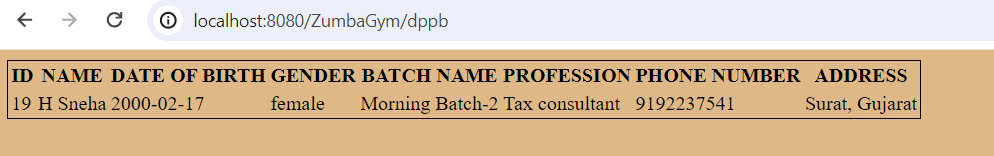 localhost:8080/ZumbaGym/dppb
ID NAME DATE OF BIRTH GENDER BATCH NAME PROFESSION PHONE NUMBER ADDRESS
19 H Sneha 2000-02-17 female Morning Batch-2 Tax consultant 9192237541 Surat, Gujarat